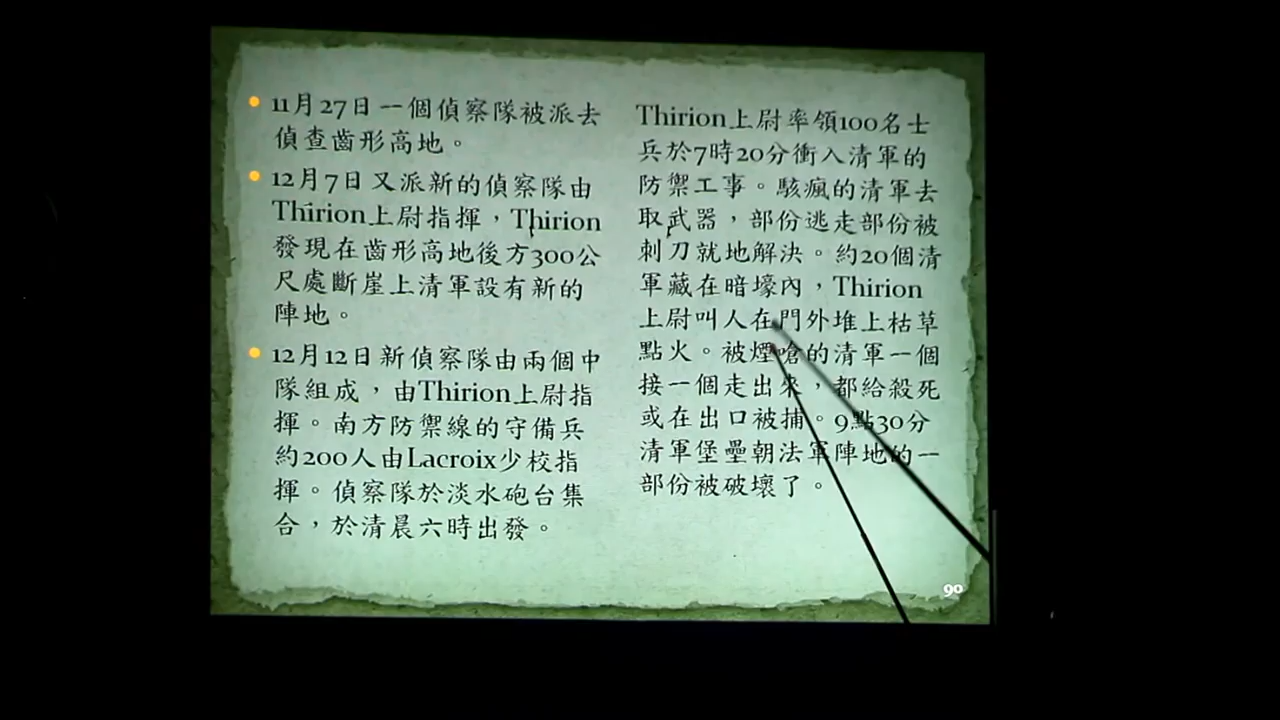 11月27日一個偵察隊被派去
偵查齒形高地。
12月7日又派新的偵察隊由
Thirion上尉指揮，Thirion
發現在齒形高地後方300公
尺處斷崖上清軍設有新的
陣地。
12月12日新偵察隊由兩個中
隊組成，由Thirion上尉指
揮。南方防禦線的守備兵
約200人由Lacroix少校指
揮。偵察隊於淡水砲台集
合，於清晨六時出發。
Thirion上尉率領100名士
兵於7時20分衝入清軍的
防禦工事。駭瘋的清軍去
取武器，部份逃走部份被
刺刀就地解決。約20個清
軍藏在暗壕內，Thirion
上尉叫人在門外堆上枯草
點火。被煙嗆的清軍一個
接一個走出來，都給殺死
或在出口被捕。9點30分
清軍堡壘朝法軍陣地的一
部份被破壞了。
90